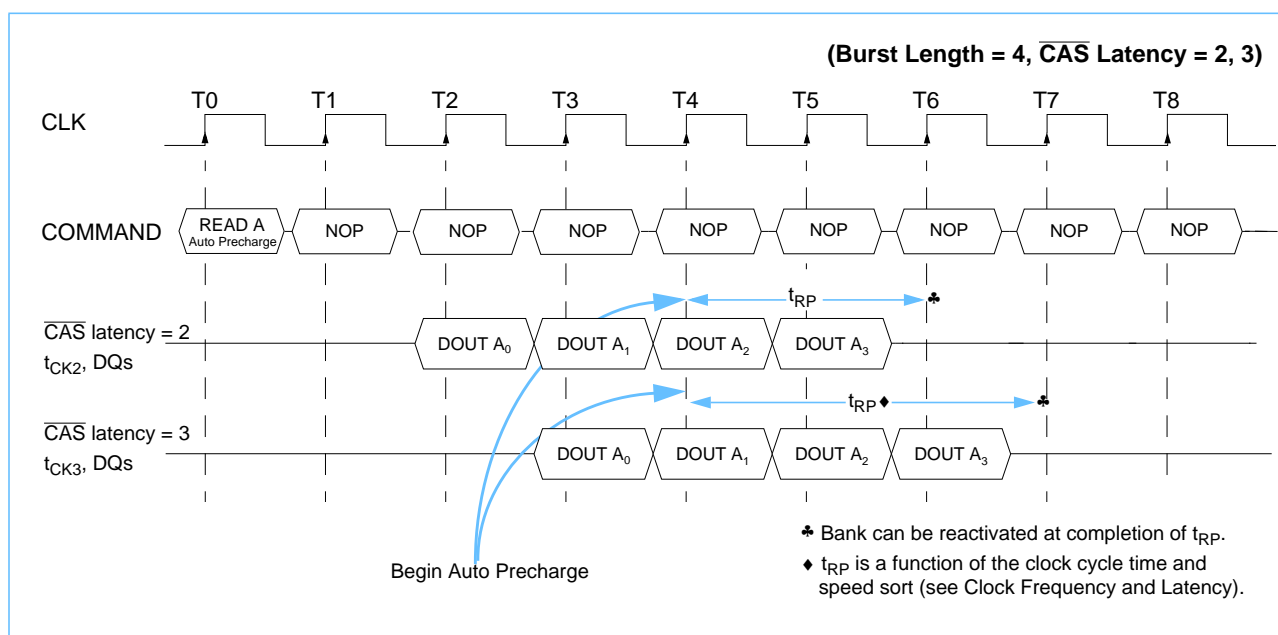 (Burst Length = 4, CAS Latency = 2, 3)
T0 T1 T2 T3 T4 T5 T6 T7 T8
CLK
COMMAND
READ A
Auto Precharge
NOP NOP NOP NOP NOP NOP NOP NOP
tRP ♣
CAS latency = 2
tCK2, DQs
DOUT A0 DOUT A1 DOUT A2 DOUT A3
tRP♦ ♣
CAS latency = 3
tCK3, DQs
DOUT A0 DOUT A1 DOUT A2 DOUT A3
Begin Auto Precharge
♣ Bank can be reactivated at completion of tRP.
♦ tRP is a function of the clock cycle time and
speed sort (see Clock Frequency and Latency).